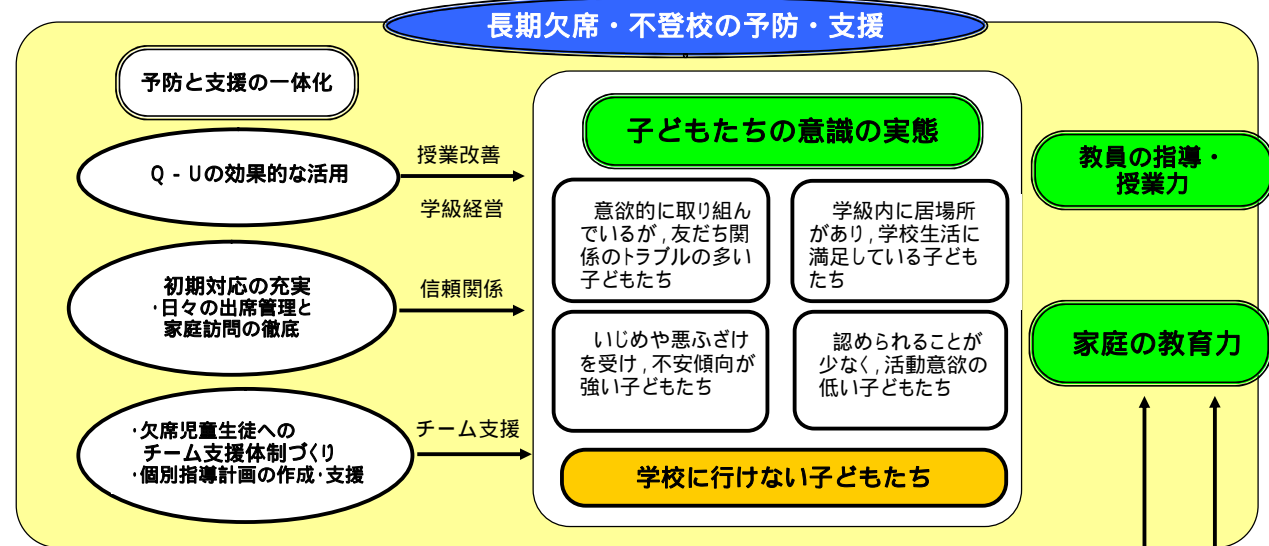 長期欠席・不登校の予防・支援
予防と支援の一体化
Q-Uの効果的な活用
授業改善
学級経営
初期対応の充実
・日々の出席管理と
家庭訪問の徹底
信頼関係
・欠席児童生徒への
チーム支援体制づくり
・個別指導計画の作成・支援
チーム支援
子どもたちの意識の実態
意欲的に取り組ん
でいるが,友だち関
係のトラブルの多い
子どもたち
学級内に居場所
があり,学校生活に
満足している子ども
たち
いじめや悪ふざけ
を受け,不安傾向が
強い子どもたち
認められることが
少なく,活動意欲の
低い子どもたち
学校に行けない子どもたち
教員の指導・
授業力
家庭の教育力